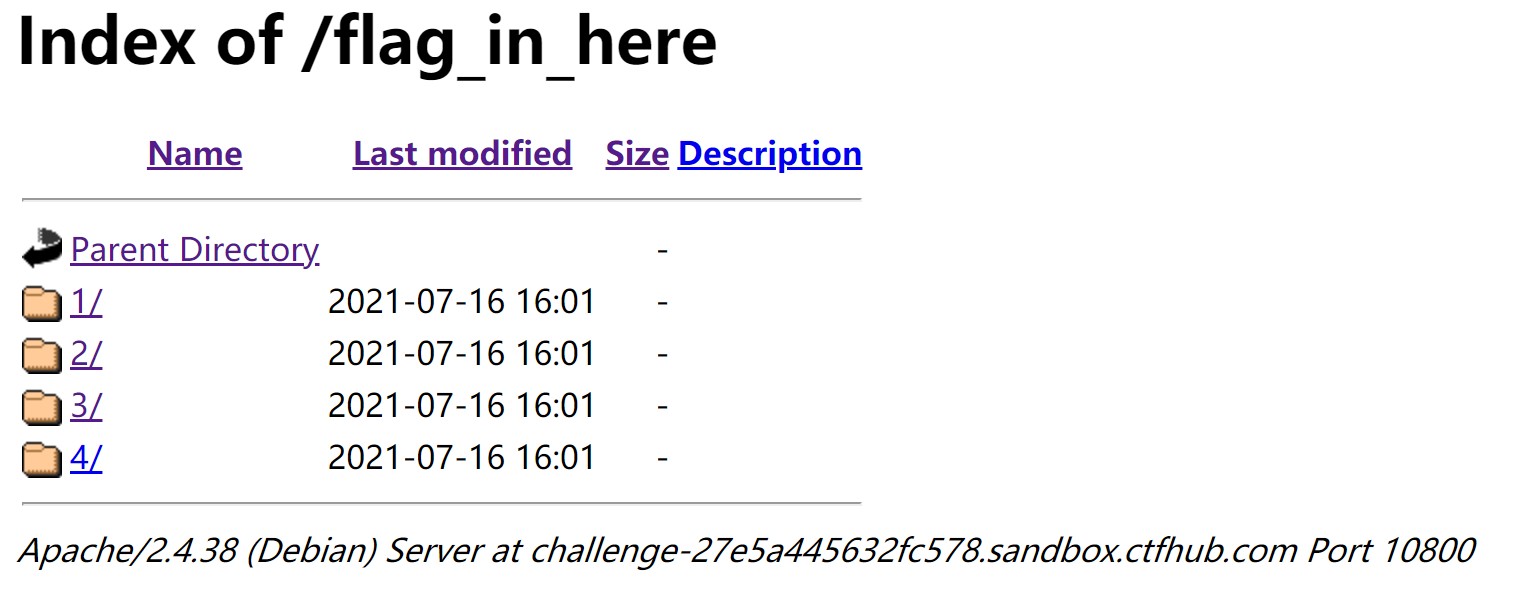 Index of /flag_in_here
Name Last modified Size Description
Parent Directory -
1/ 2021-07-16 16:01 -
2/ 2021-07-16 16:01 -
3/ 2021-07-16 16:01 -
4/ 2021-07-16 16:01 -
Apache/2.4.38 (Debian) Server at challenge-27e5a445632fc578.sandbox.ctfhub.com Port 10800